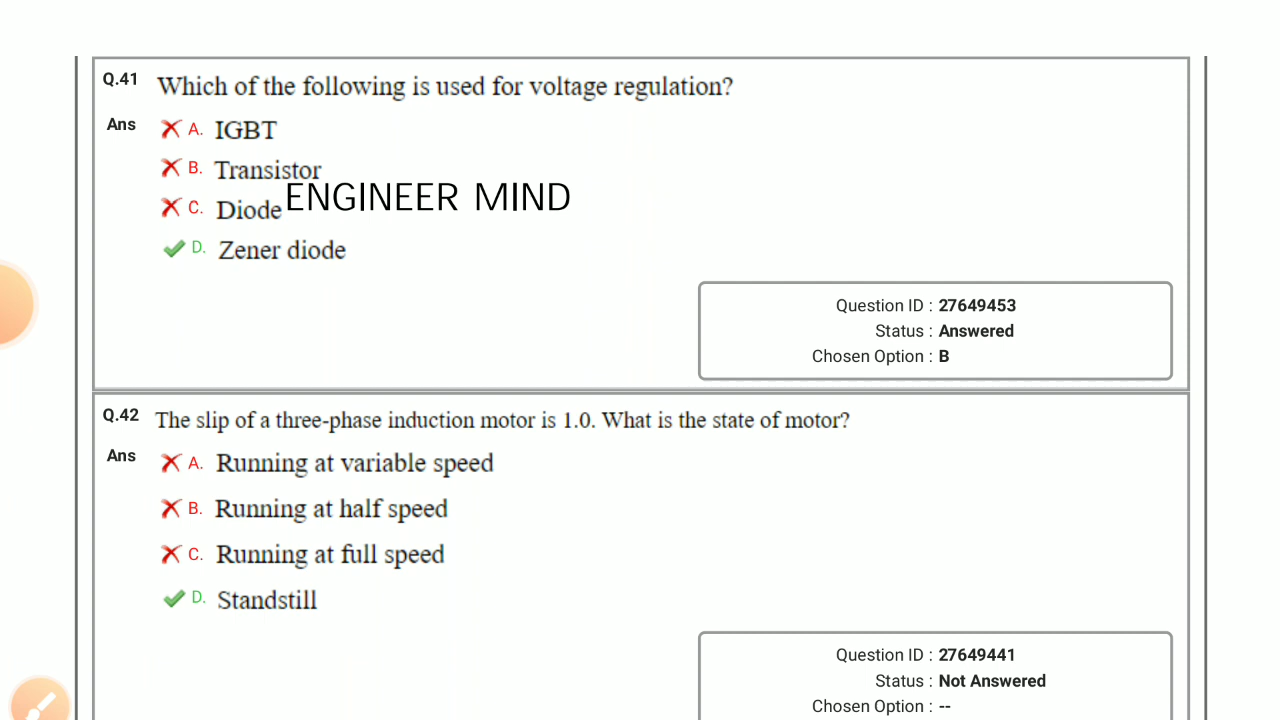 Q.41 Which of the following is used for voltage regulation?
Ans A. IGBT
B. Transistor
ENGINEER MIND
C. Diode
D. Zener diode
Question ID : 27649453
Status : Answered
Chosen Option : B
Q.42 The slip of a three-phase induction motor is 1.0. What is the state of motor?
Ans A. Running at variable speed
B. Running at half speed
C. Running at full speed
D. Standstill
Question ID : 27649441
Status : Not Answered
Chosen Option : --